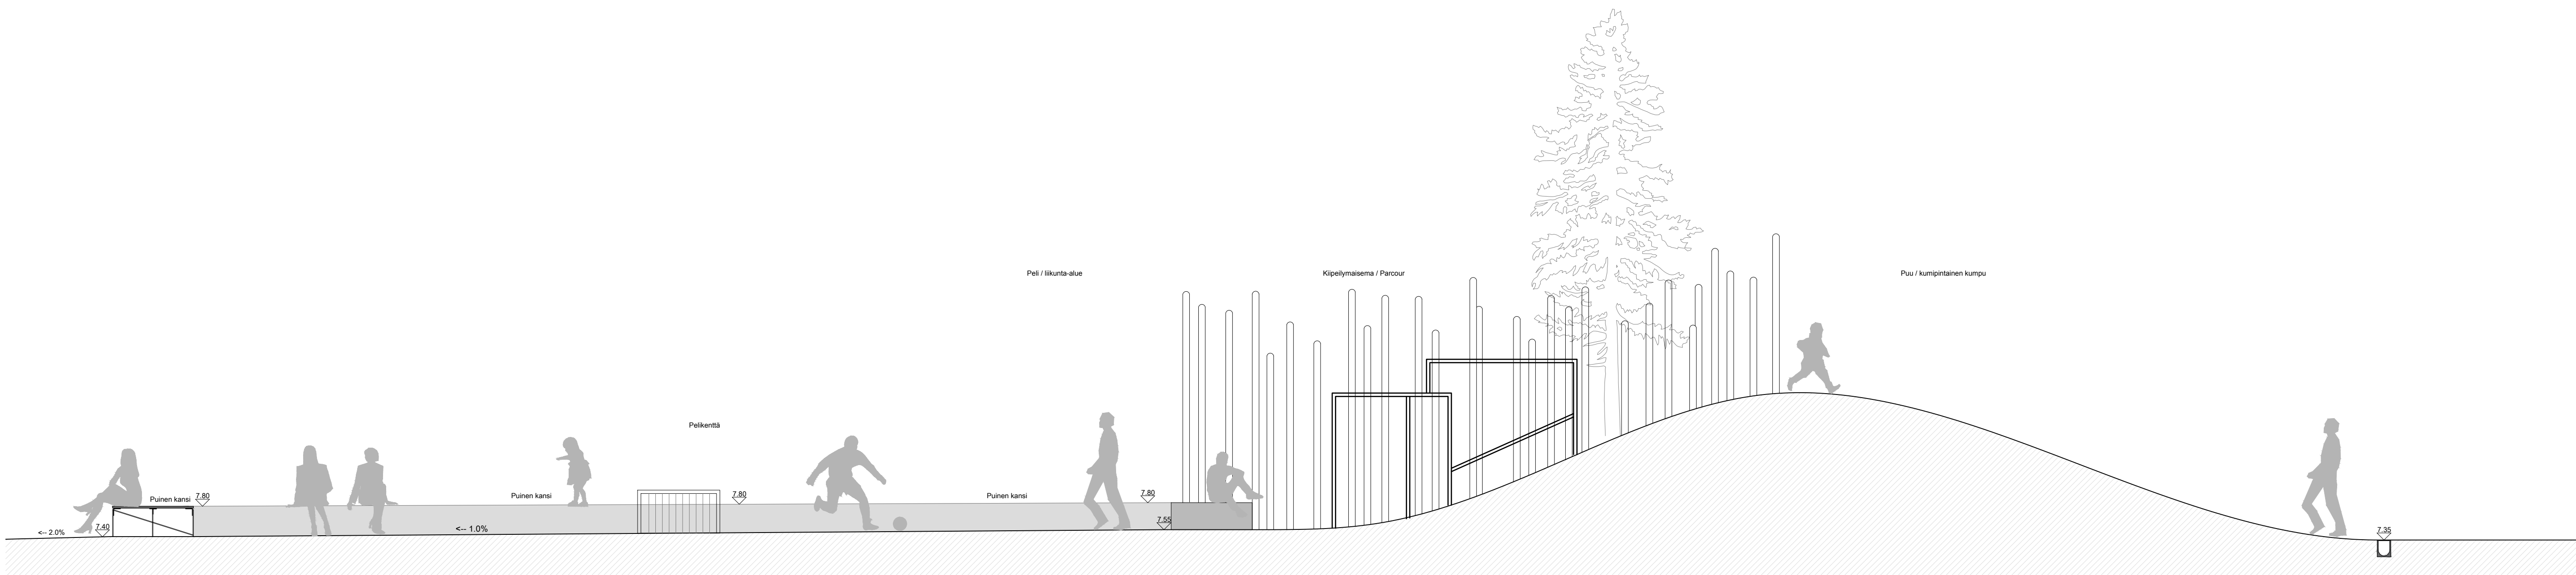 Peli / liikunta-alue
Kiipeilymaisema / Parcour
Puu / kumipintainen kumpu
Pelikenttä
Puinen kansi
7.80
Puinen kansi
7.80
Puinen kansi
7.80
<-- 2.0%
7.40
<-- 1.0%
7.55
7.35